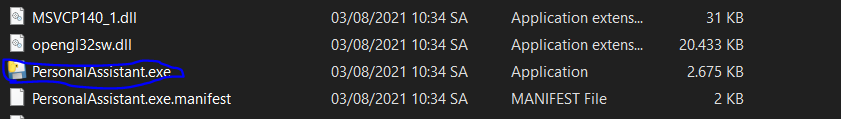 MSVCP140_1.dll 03/08/2021 10:34 SA Application extens... 31 KB
opengl32sw.dll 03/08/2021 10:34 SA Application extens... 20.433 KB
PersonalAssistant.exe 03/08/2021 10:34 SA Application 2.675 KB
PersonalAssistant.exe.manifest 03/08/2021 10:34 SA MANIFEST File 2 KB